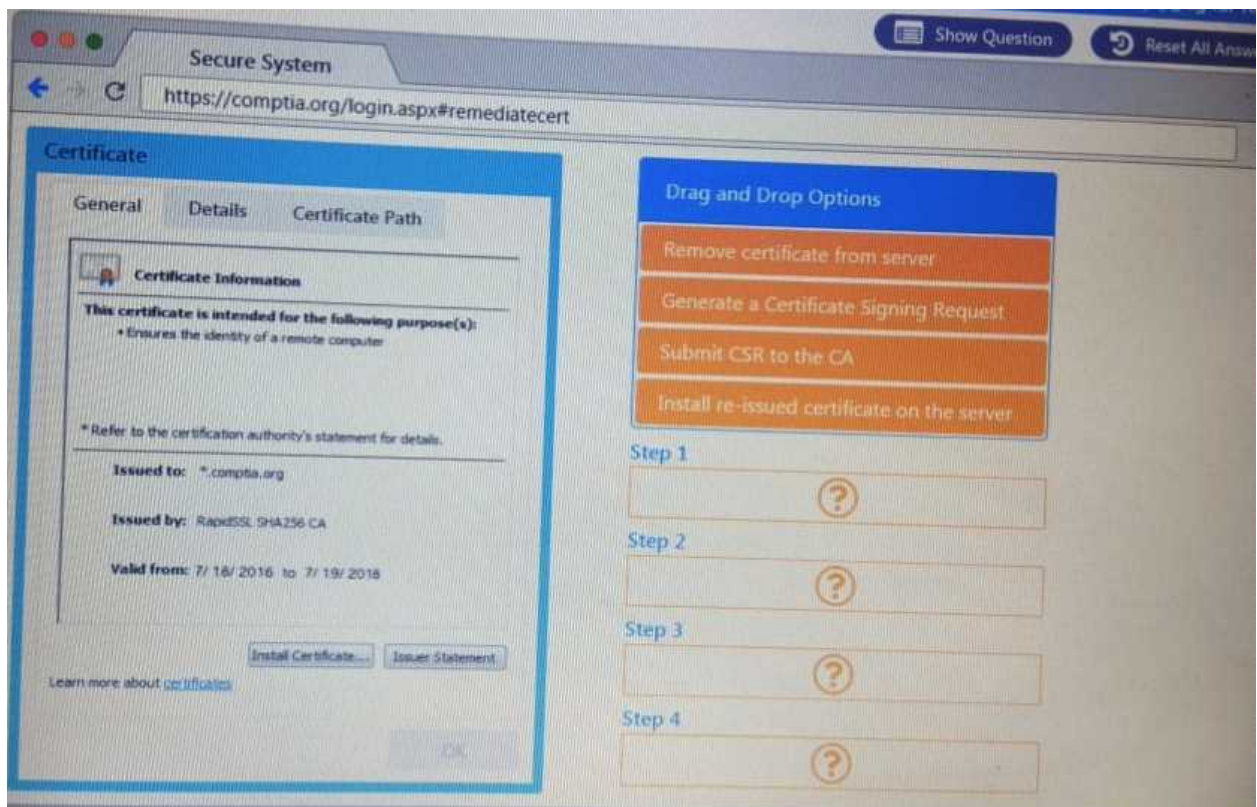 Show Question
Reset All Answ
Secure System
https://comptia.org/login.aspx#remediatecert
Certificate
General Details Certificate Path
Certificate Information
This certificate is intended for the following purpose(s):
• Ensures the identity of a remote computer
* Refer to the certification authority's statement for details.
Issued to: *.comptia.org
Issued by: RapidSSL SHA256 CA
Valid from: 7/18/2016 to 7/19/2018
Install Certificate... Issuer Statement
Learn more about certificates
OK
Drag and Drop Options
Remove certificate from server
Generate a Certificate Signing Request
Submit CSR to the CA
Install re-issued certificate on the server
Step 1
?
Step 2
?
Step 3
?
Step 4
?